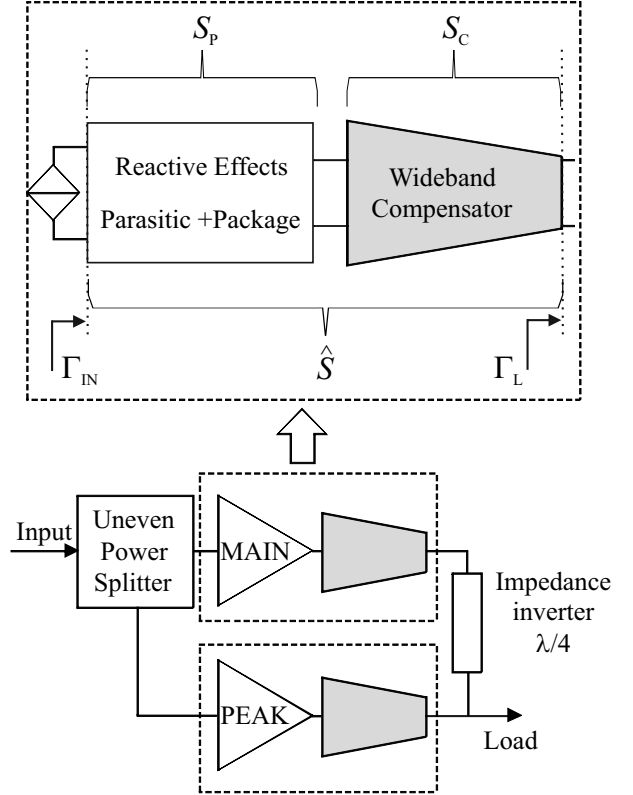 S_P
S_C
Reactive Effects
Parasitic +Package
Wideband
Compensator
Γ_IN
Ŝ
Γ_L
Input
Uneven
Power
Splitter
MAIN
Impedance
inverter
λ/4
PEAK
Load